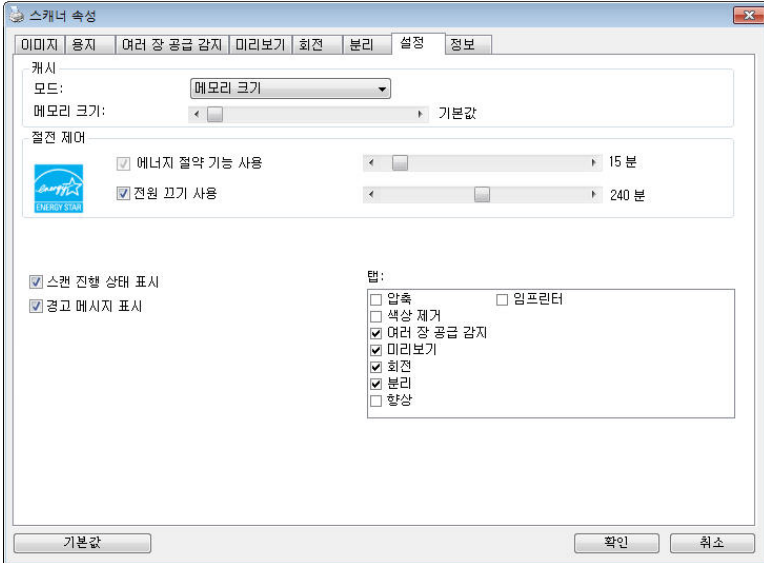 스캐너 속성
이미지 용지 여러 장 공급 감지 미리보기 회전 분리 설정 정보
캐시
모드: 메모리 크기
메모리 크기: 기본값
절전 제어
에너지 절약 기능 사용 15 분
energy
ENERGY STAR
전원 끄기 사용 240 분
스캔 진행 상태 표시
경고 메시지 표시
탭:
압축 임프린터
색상 제거
여러 장 공급 감지
미리보기
회전
분리
향상
기본값 확인 취소